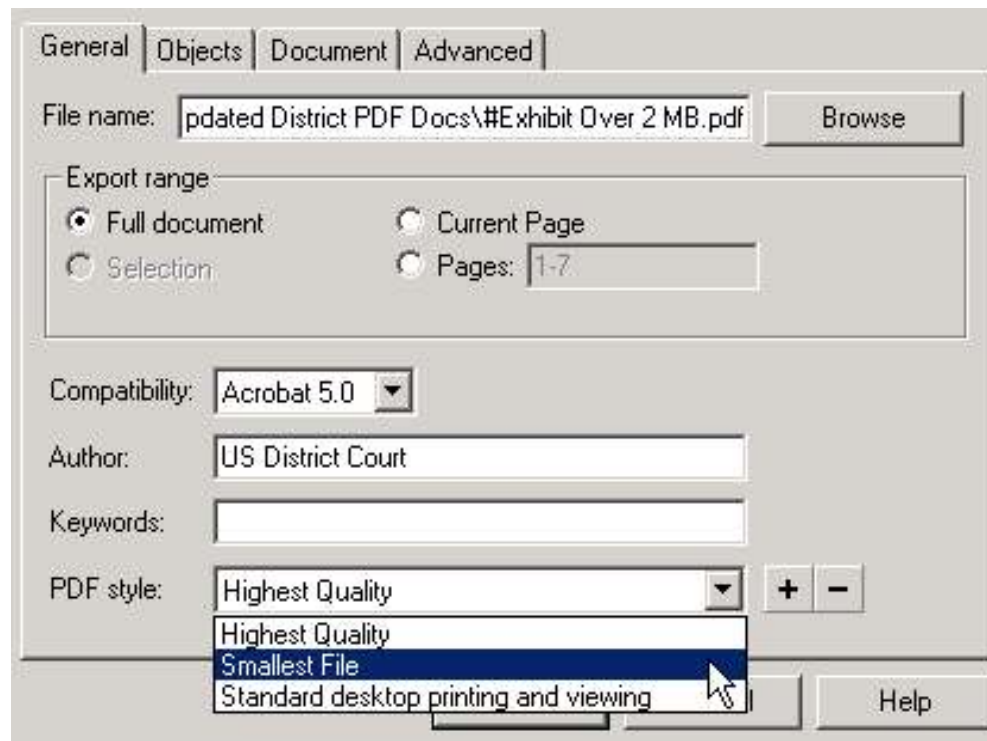 General Objects Document Advanced
File name: pdated District PDF Docs\#Exhibit Over 2 MB.pdf Browse
Export range
Full document Current Page
Selection Pages: 1-7
Compatibility: Acrobat 5.0
Author: US District Court
Keywords:
PDF style: Highest Quality + −
Highest Quality
Smallest File
Standard desktop printing and viewing
Help